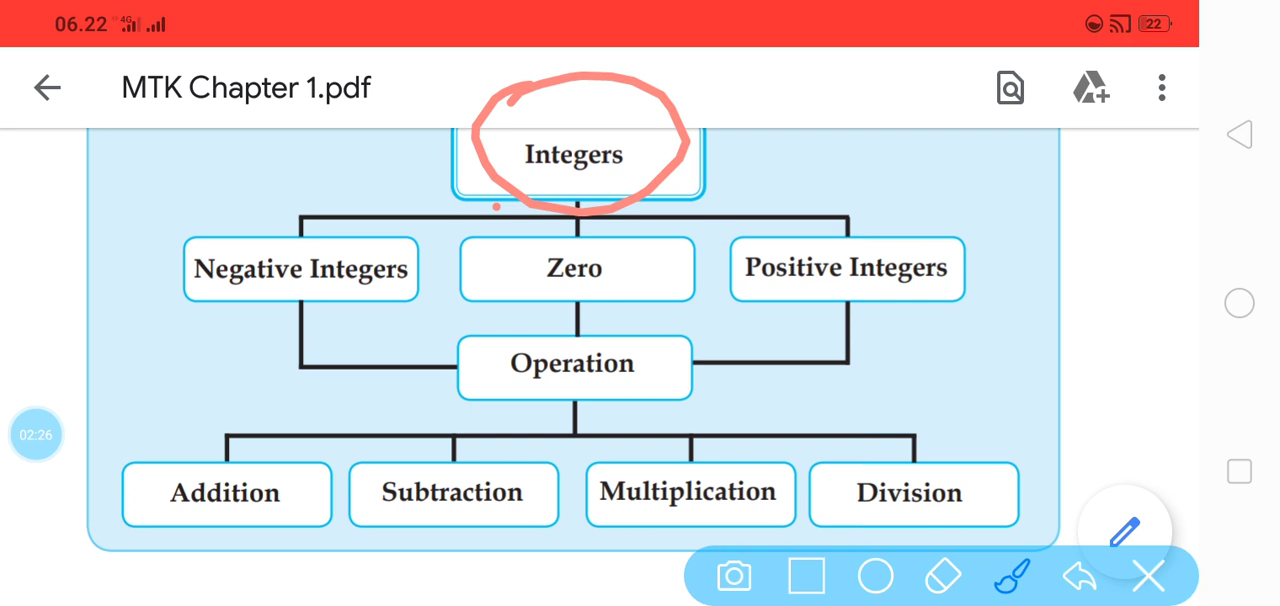 06.22 4G 22
MTK Chapter 1.pdf
Integers
Negative Integers Zero Positive Integers
Operation
02:26
Addition Subtraction Multiplication Division